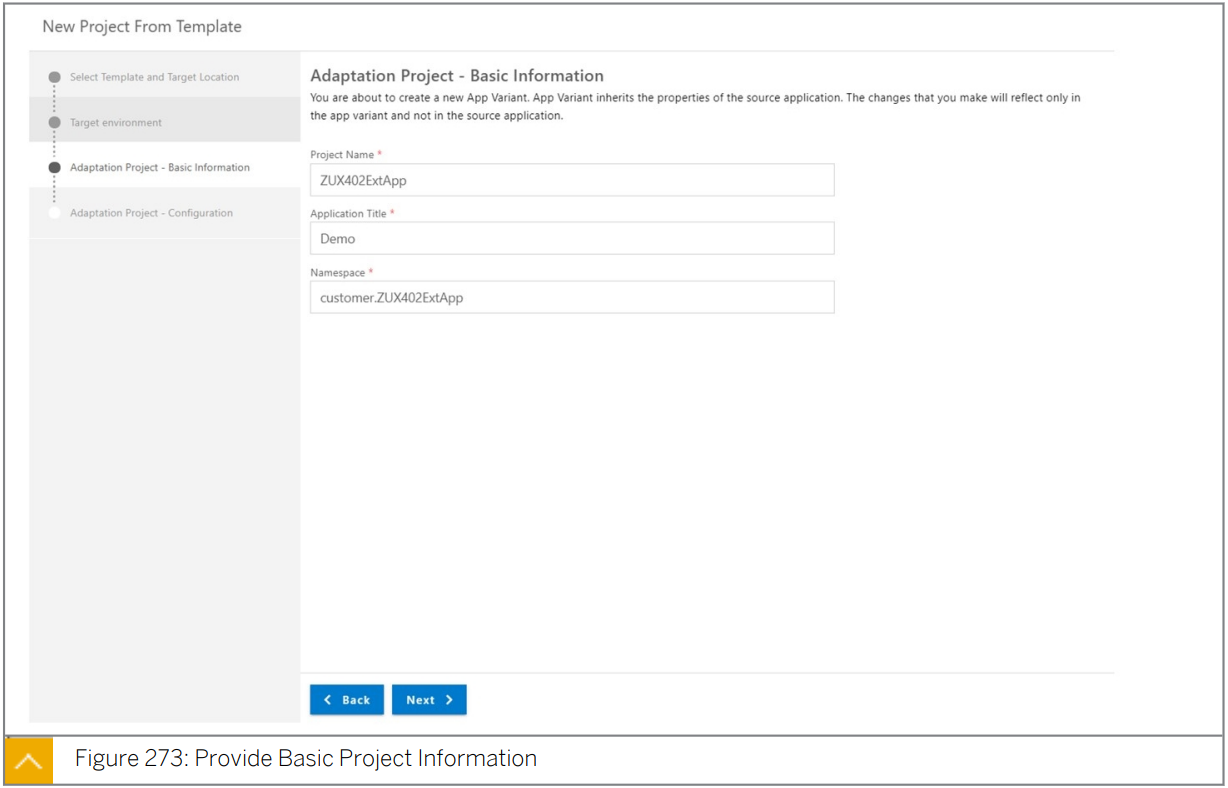 New Project From Template
Select Template and Target Location
Target environment
Adaptation Project - Basic Information
Adaptation Project - Configuration
Adaptation Project - Basic Information
You are about to create a new App Variant. App Variant inherits the properties of the source application. The changes that you make will reflect only in
the app variant and not in the source application.
Project Name *
ZUX402ExtApp
Application Title *
Demo
Namespace *
customer.ZUX402ExtApp
Back
Next
Figure 273: Provide Basic Project Information